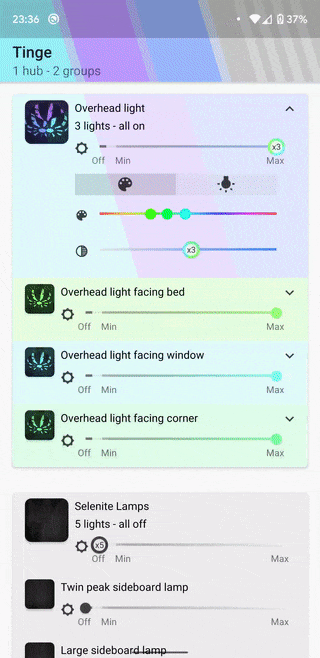 23:36 37%
Tinge
1 hub - 2 groups
Overhead light
3 lights - all on
x3
Off Min Max
x3
Overhead light facing bed
Off Min Max
Overhead light facing window
Off Min Max
Overhead light facing corner
Off Min Max
Selenite Lamps
5 lights - all off
x5
Off Min Max
Twin peak sideboard lamp
Off Min Max
Large sideboard lamp